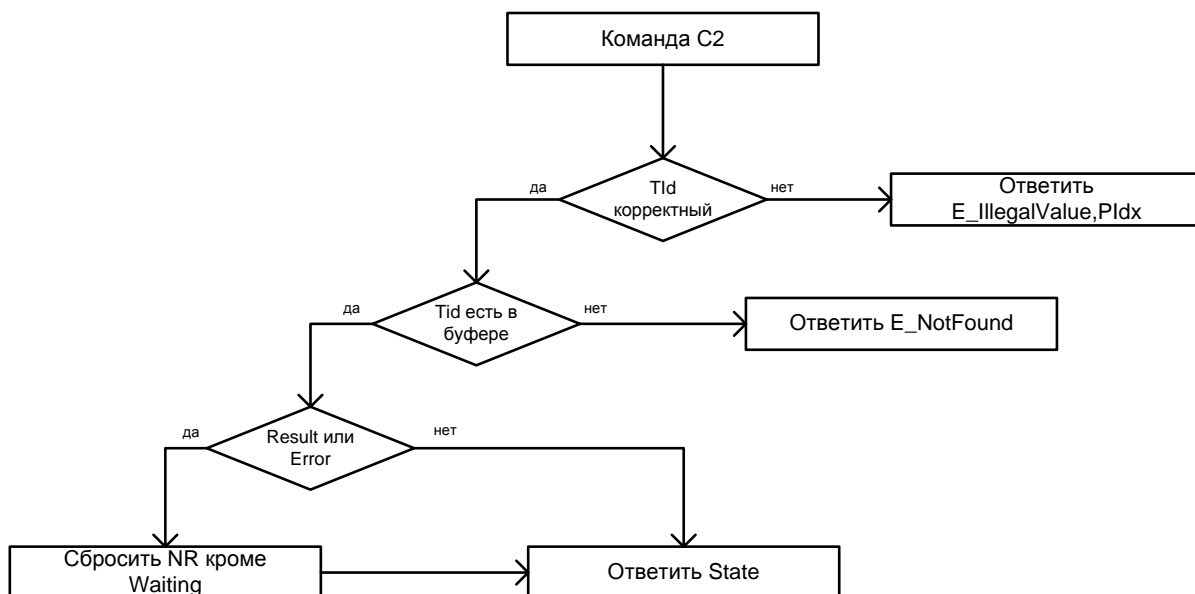 Команда C2
TId
корректный
да
нет
Ответить
E_IllegalValue,PIdx
Tid есть в
буфере
да
нет
Ответить E_NotFound
Result или
Error
да
нет
Сбросить NR кроме
Waiting
Ответить State